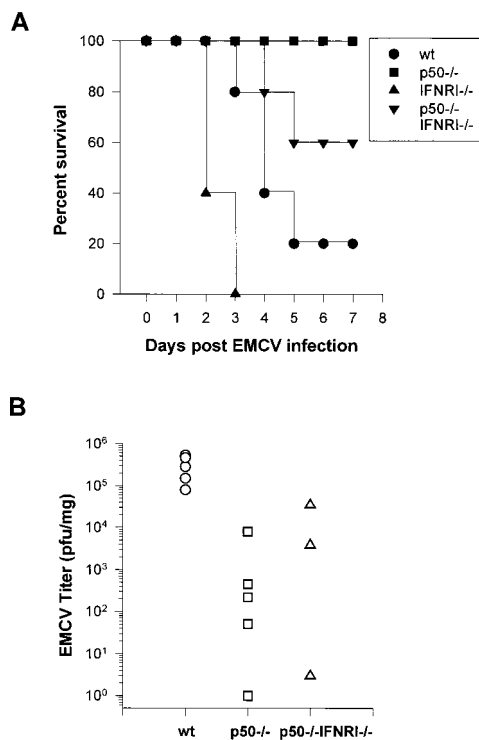 A
100
80
60
40
20
0
Percent survival
0 1 2 3 4 5 6 7 8
Days post EMCV infection
wt
p50-/-
IFNRI-/-
p50-/-
IFNRI-/-
B
10^6
10^5
10^4
10^3
10^2
10^1
10^0
EMCV Titer (pfu/mg)
wt p50-/- p50-/-IFNRI-/-